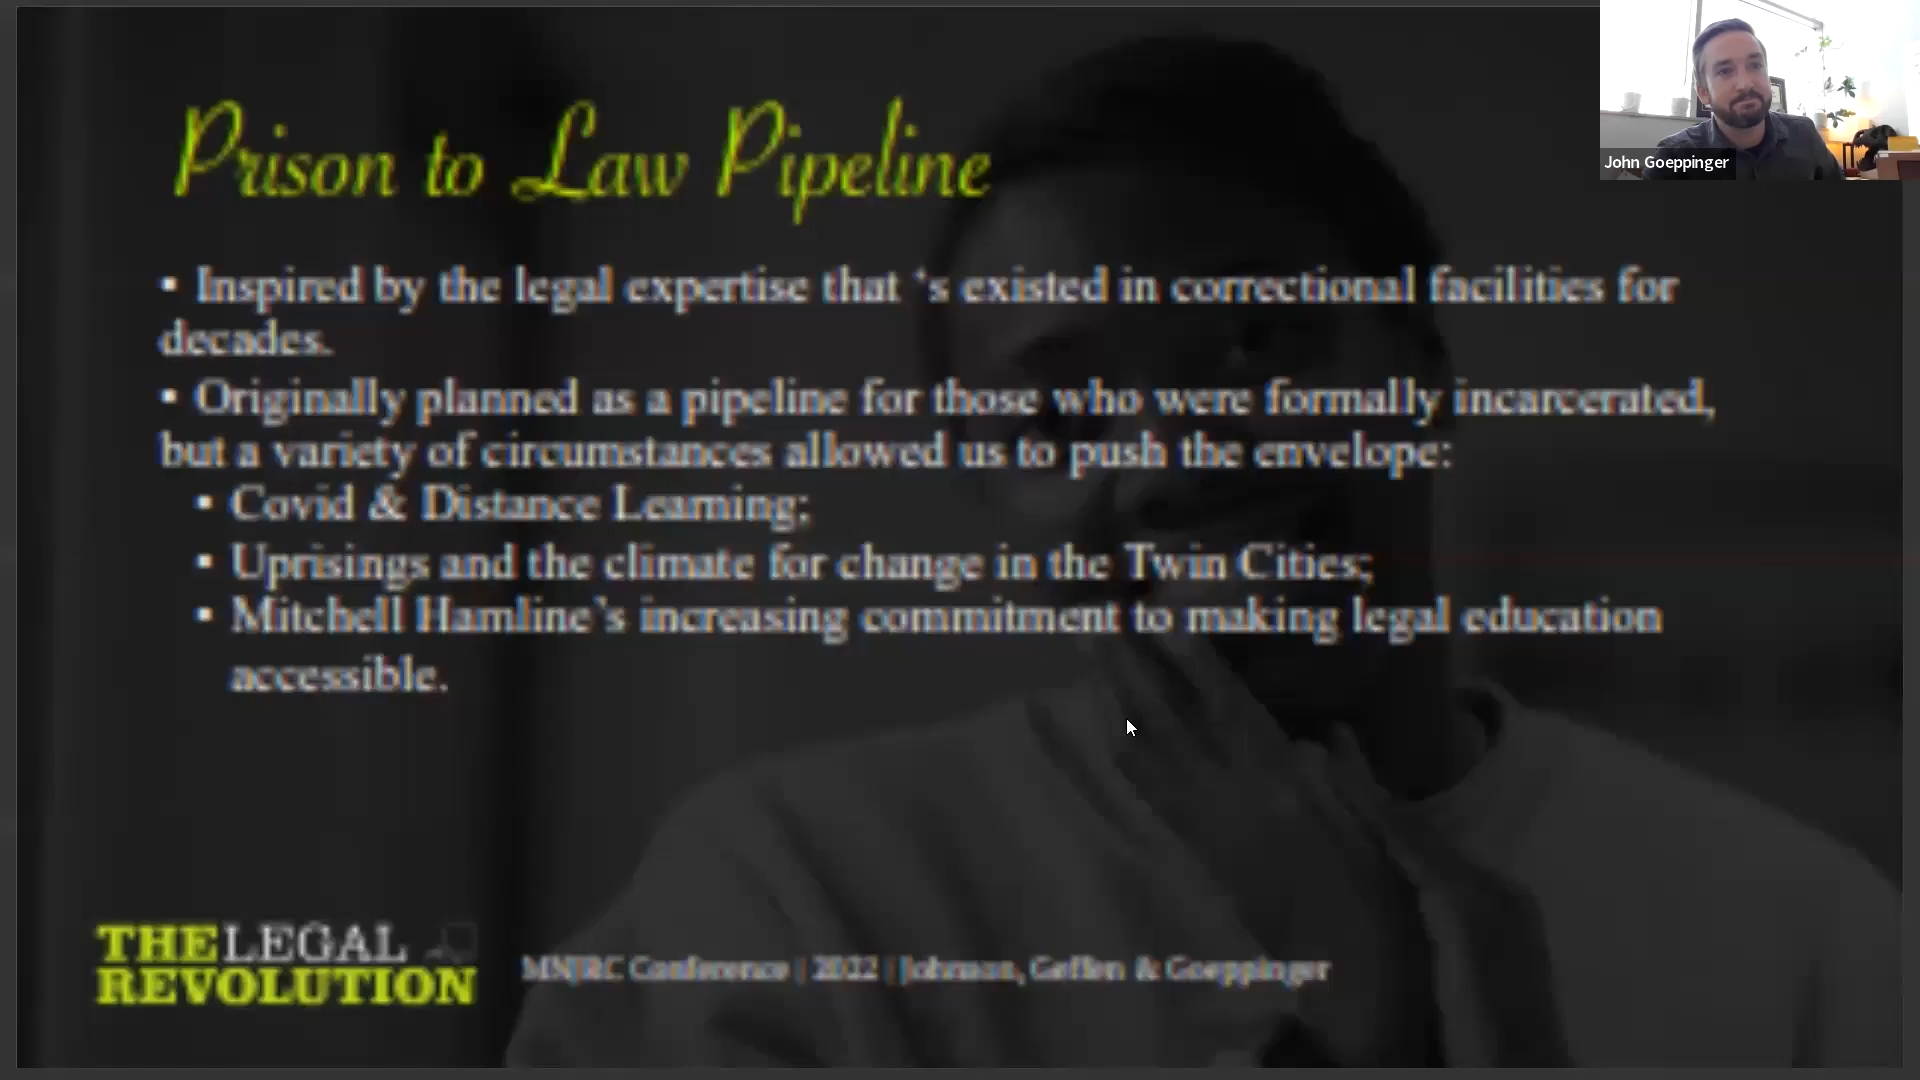 Prison to Law Pipeline
John Goeppinger
• Inspired by the legal expertise that ‘s existed in correctional facilities for
decades.
• Originally planned as a pipeline for those who were formally incarcerated,
but a variety of circumstances allowed us to push the envelope:
• Covid & Distance Learning;
• Uprisings and the climate for change in the Twin Cities;
• Mitchell Hamline’s increasing commitment to making legal education
accessible.
THE LEGAL
REVOLUTION
MNJRC Conference | 2022 | Johnson, Geffen & Goeppinger